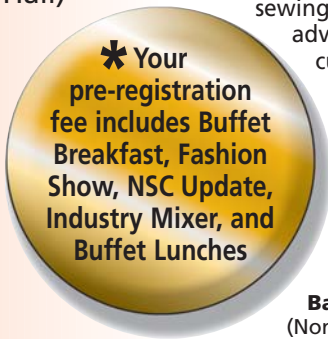 sewing
adv
cu
* Your
pre-registration
fee includes Buffet
Breakfast, Fashion
Show, NSC Update,
Industry Mixer, and
Buffet Lunches
Ba
(Nor